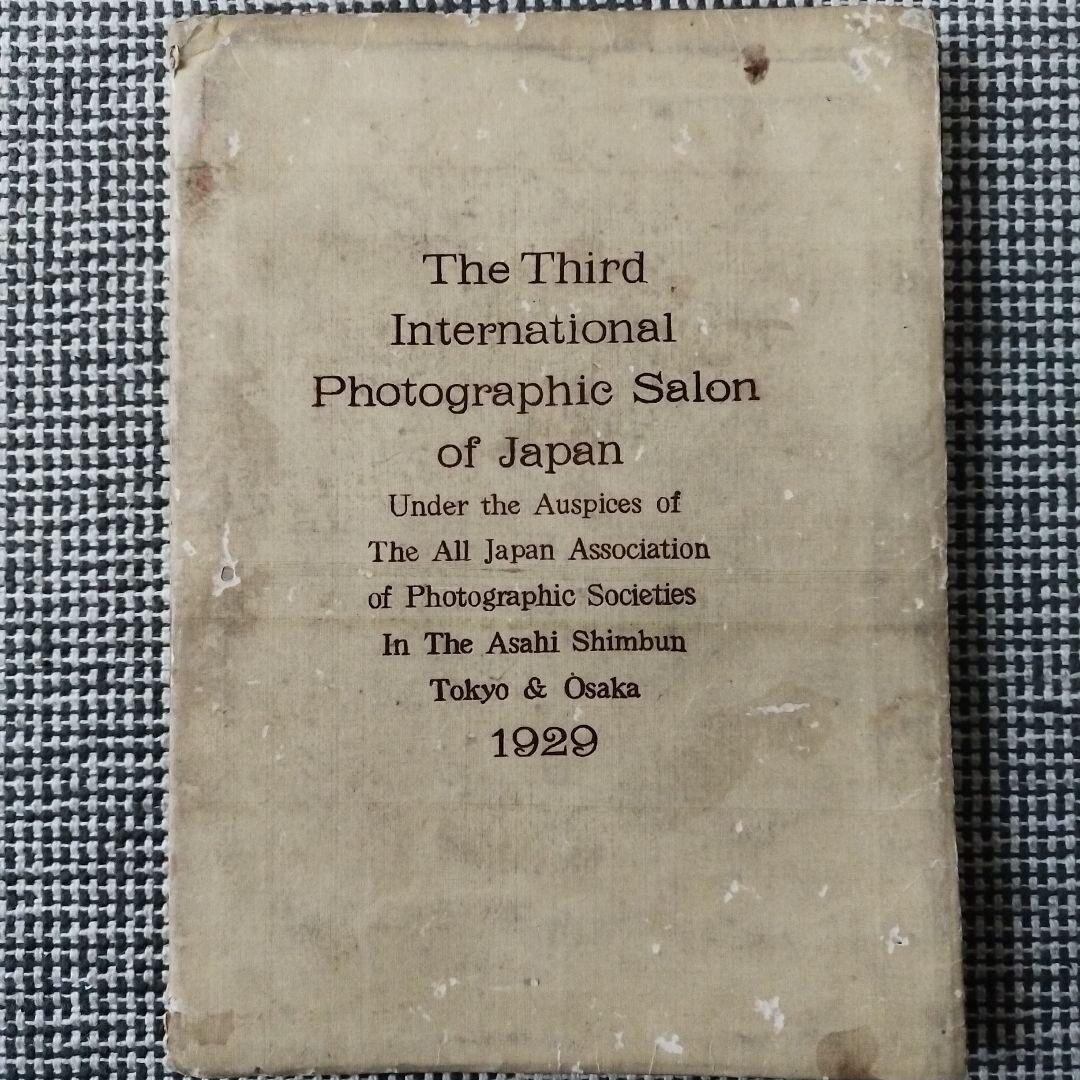 The Third
International
Photographic Salon
of Japan
Under the Auspices of
The All Japan Association
of Photographic Societies
In The Asahi Shimbun
Tokyo & Osaka
1929